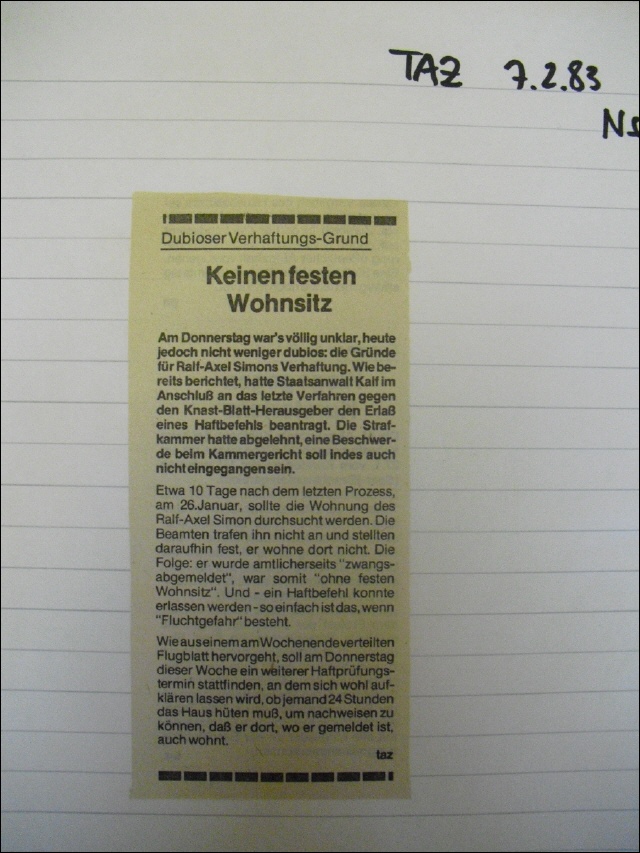 TAZ 7.2.83
Dubioser Verhaftungs-Grund
Keinen festen
Wohnsitz
Am Donnerstag war's völlig unklar, heute
jedoch nicht weniger dubios: die Gründe
für Ralf-Axel Simons Verhaftung. Wie be-
reits berichtet, hatte Staatsanwalt Kalf im
Anschluß an das letzte Verfahren gegen
den Knast-Blatt-Herausgeber den Erlaß
eines Haftbefehls beantragt. Die Straf-
kammer hatte abgelehnt, eine Beschwer-
de beim Kammergericht soll indes auch
nicht eingegangen sein.
Etwa 10 Tage nach dem letzten Prozess,
am 26.Januar, sollte die Wohnung des
Ralf-Axel Simon durchsucht werden. Die
Beamten trafen ihn nicht an und stellten
daraufhin fest, er wohne dort nicht. Die
Folge: er wurde amtlicherseits "zwangs-
abgemeldet", war somit "ohne festen
Wohnsitz". Und - ein Haftbefehl konnte
erlassen werden - so einfach ist das, wenn
"Fluchtgefahr" besteht.
Wie aus einem am Wochenende verteilten
Flugblatt hervorgeht, soll am Donnerstag
dieser Woche ein weiterer Haftprüfungs-
termin stattfinden, an dem sich wohl auf-
klären lassen wird, ob jemand 24 Stunden
das Haus hüten muß, um nachweisen zu
können, daß er dort, wo er gemeldet ist,
auch wohnt.
taz